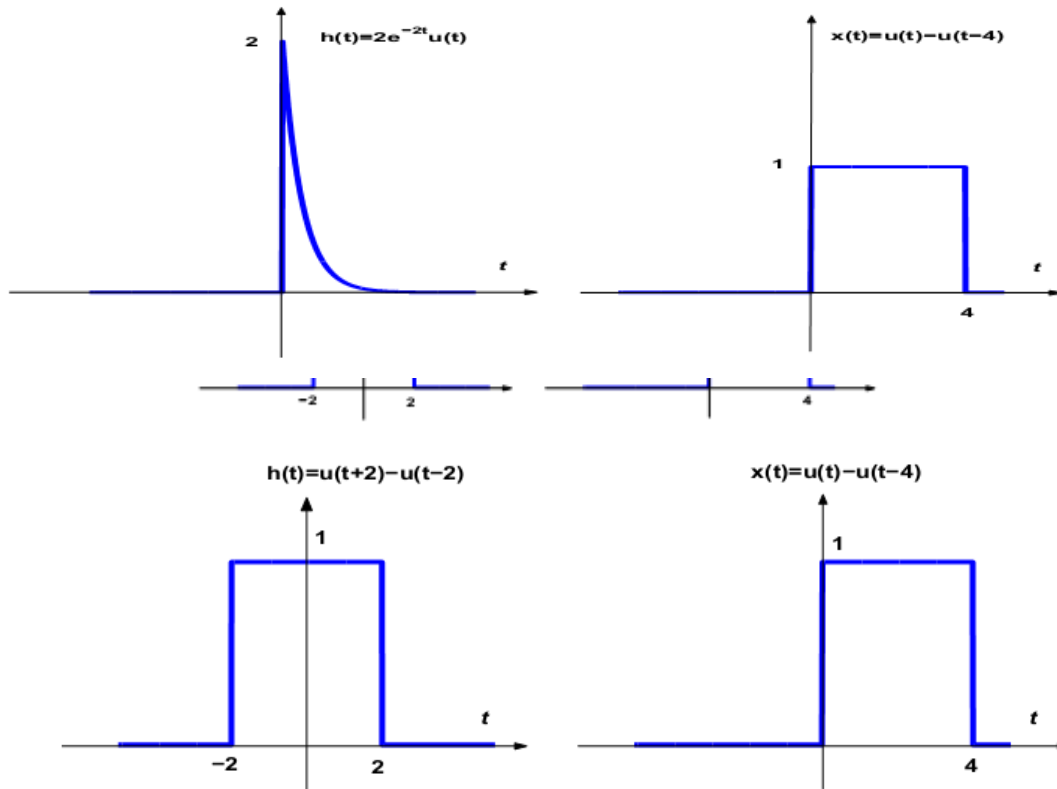 h(t)=2e^{-2t}u(t)
2
t
x(t)=u(t)−u(t−4)
1
t
4
−2
2
4
h(t)=u(t+2)−u(t−2)
1
t
−2
2
x(t)=u(t)−u(t−4)
1
t
4